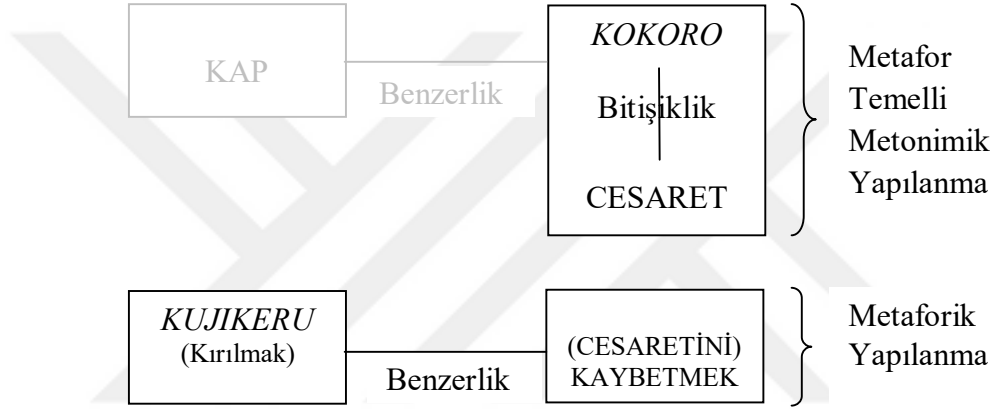 KAP
Benzerlik
KOKORO
Bitişiklik
CESARET
Metafor
Temelli
Metonimik
Yapılanma
KUJIKERU
(Kırılmak)
Benzerlik
(CESARETİNİ)
KAYBETMEK
Metaforik
Yapılanma